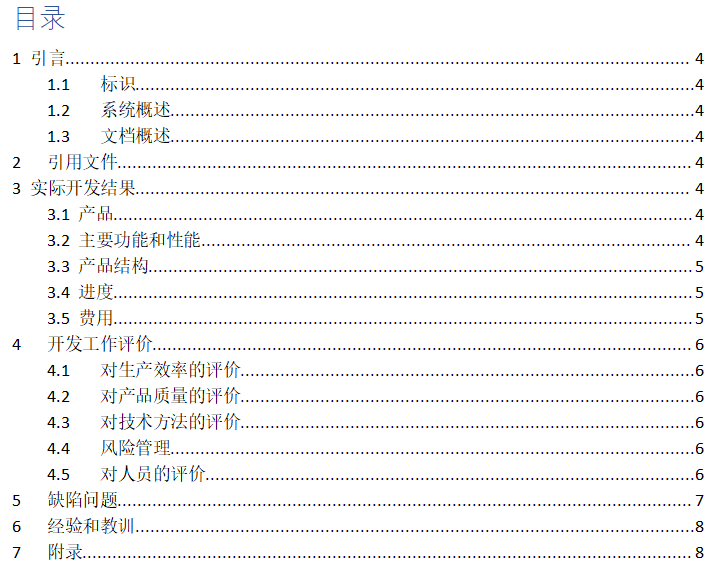 目录
1 引言 4
1.1 标识 4
1.2 系统概述 4
1.3 文档概述 4
2 引用文件 4
3 实际开发结果 4
3.1 产品 4
3.2 主要功能和性能 4
3.3 产品结构 5
3.4 进度 5
3.5 费用 5
4 开发工作评价 6
4.1 对生产效率的评价 6
4.2 对产品质量的评价 6
4.3 对技术方法的评价 6
4.4 风险管理 6
4.5 对人员的评价 6
5 缺陷问题 7
6 经验和教训 8
7 附录 8